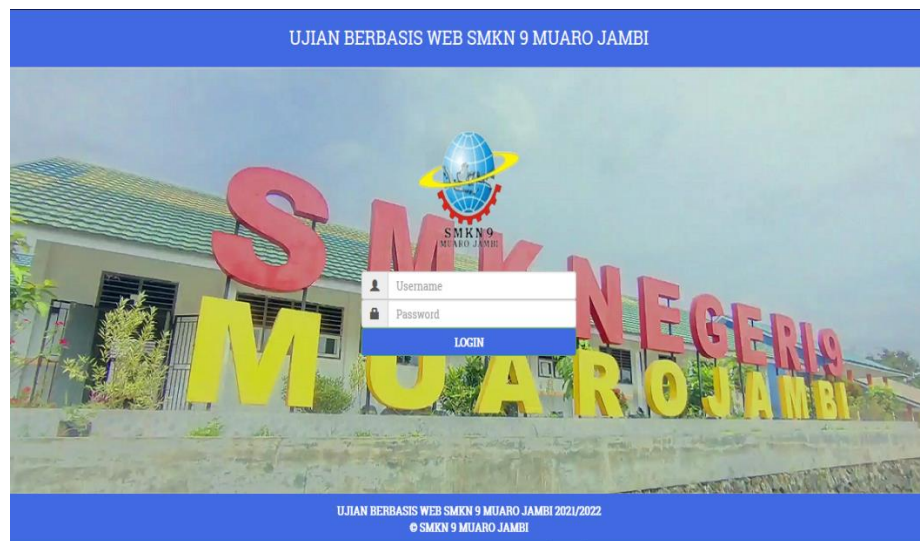 UJIAN BERBASIS WEB SMKN 9 MUARO JAMBI
SMKN 9
MUARO JAMBI
SMK NEGERI 9
MUARO JAMBI
Username
Password
LOGIN
UJIAN BERBASIS WEB SMKN 9 MUARO JAMBI 2021/2022
© SMKN 9 MUARO JAMBI